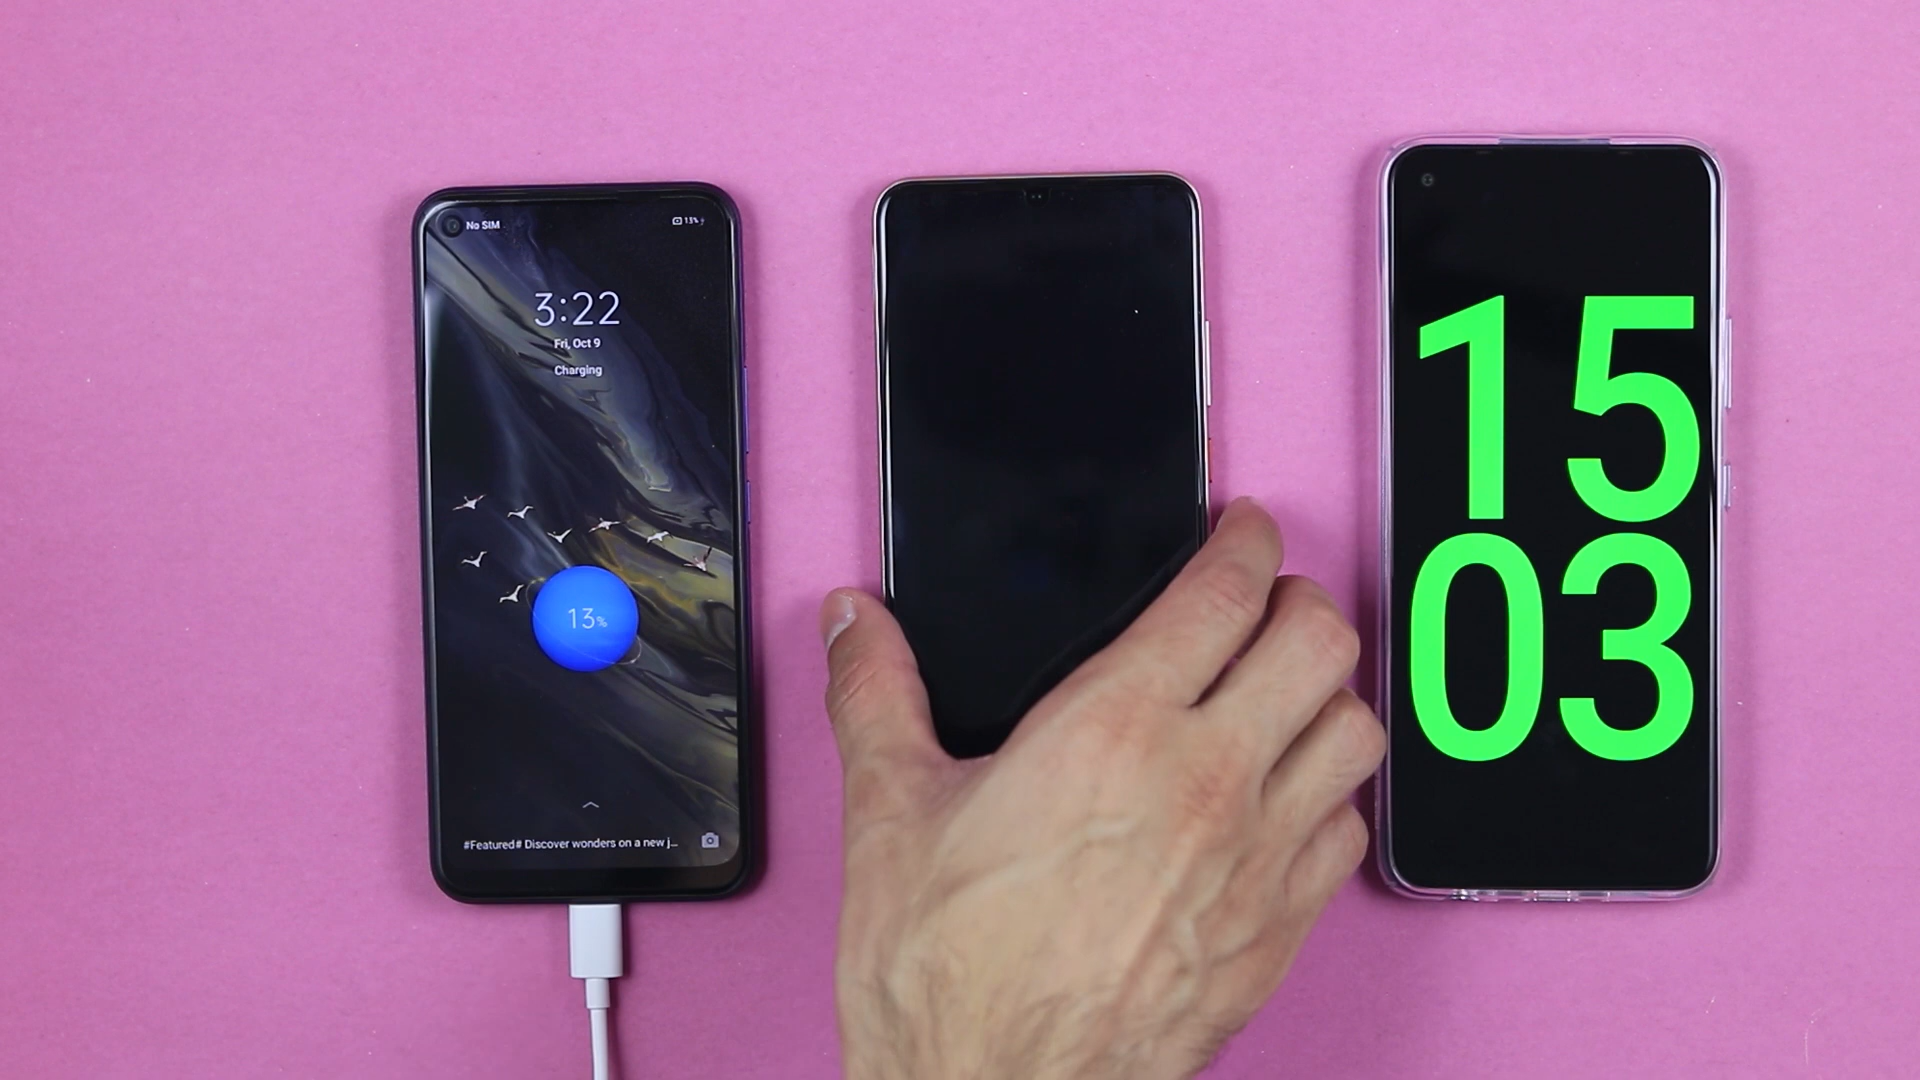 No SIM
13%
3:22
Fri, Oct 9
Charging
13%
#Featured# Discover wonders on a new j...
15
03